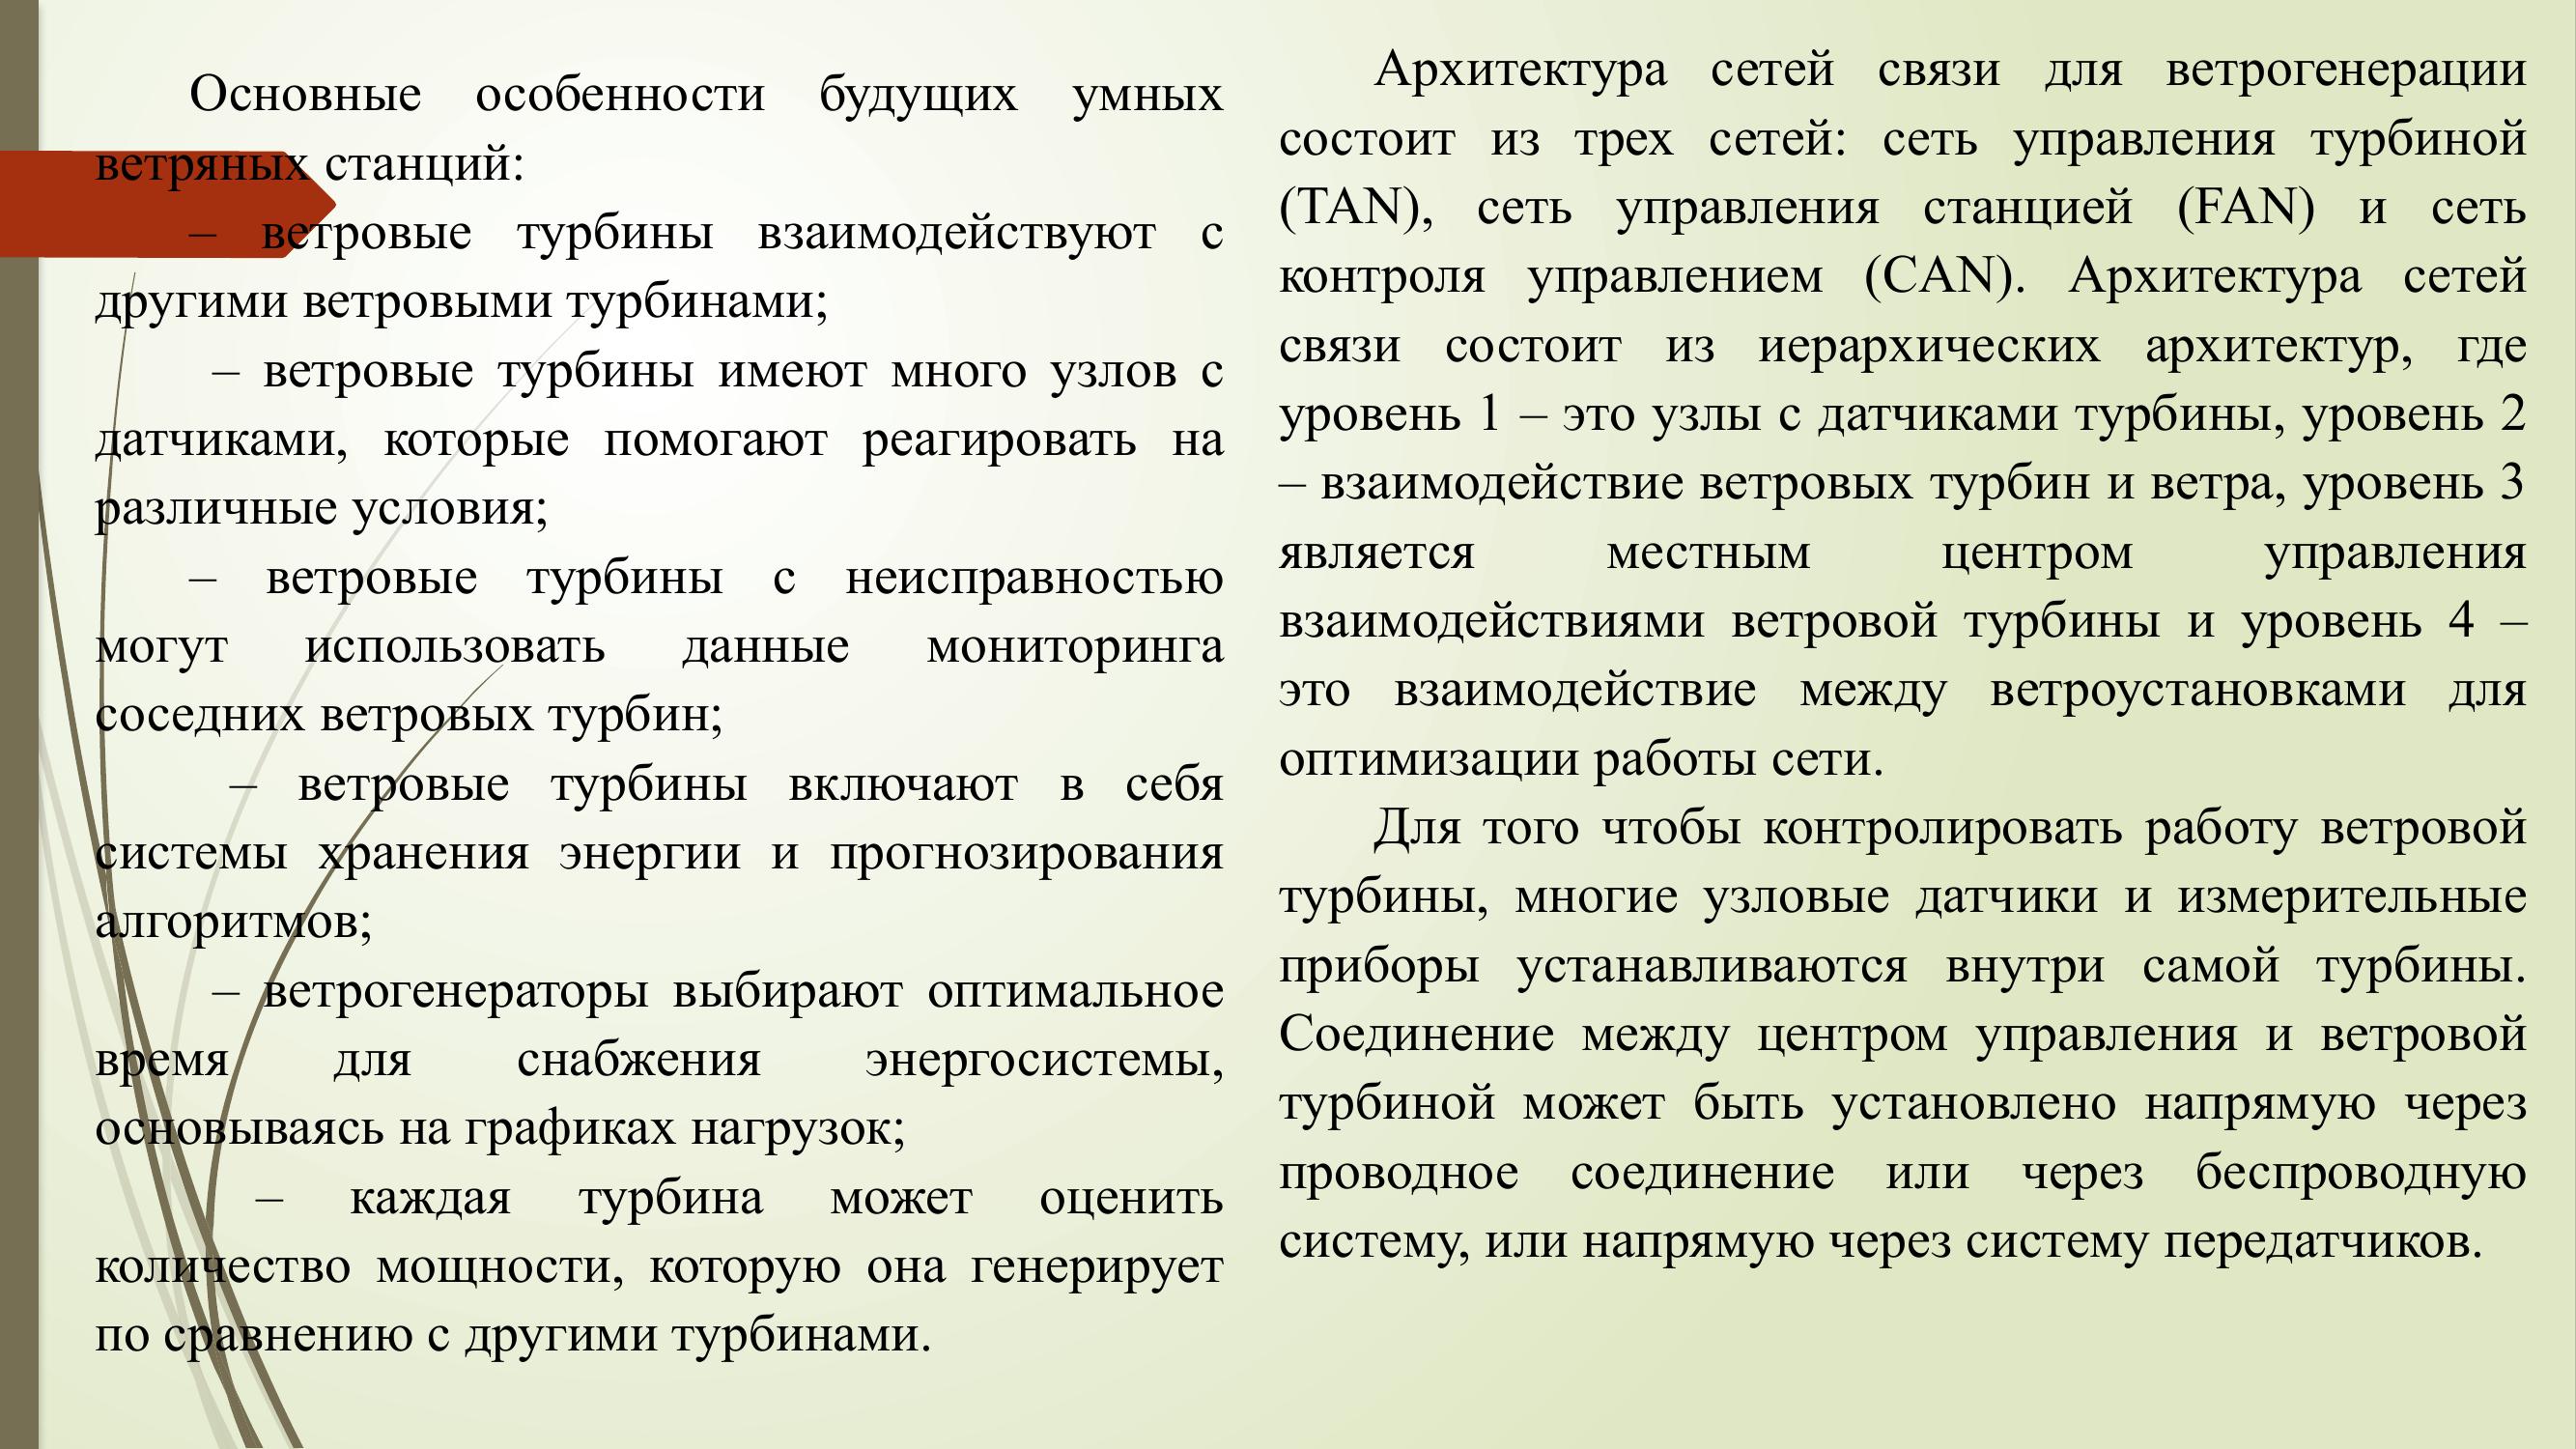 Основные особенности будущих умных
ветряных станций:
– ветровые турбины взаимодействуют с
другими ветровыми турбинами;
– ветровые турбины имеют много узлов с
датчиками, которые помогают реагировать на
различные условия;
– ветровые турбины с неисправностью
могут использовать данные мониторинга
соседних ветровых турбин;
– ветровые турбины включают в себя
системы хранения энергии и прогнозирования
алгоритмов;
– ветрогенераторы выбирают оптимальное
время для снабжения энергосистемы,
основываясь на графиках нагрузок;
– каждая турбина может оценить
количество мощности, которую она генерирует
по сравнению с другими турбинами.
Архитектура сетей связи для ветрогенерации
состоит из трех сетей: сеть управления турбиной
(TAN), сеть управления станцией (FAN) и сеть
контроля управлением (CAN). Архитектура сетей
связи состоит из иерархических архитектур, где
уровень 1 – это узлы с датчиками турбины, уровень 2
– взаимодействие ветровых турбин и ветра, уровень 3
является местным центром управления
взаимодействиями ветровой турбины и уровень 4 –
это взаимодействие между ветроустановками для
оптимизации работы сети.
Для того чтобы контролировать работу ветровой
турбины, многие узловые датчики и измерительные
приборы устанавливаются внутри самой турбины.
Соединение между центром управления и ветровой
турбиной может быть установлено напрямую через
проводное соединение или через беспроводную
систему, или напрямую через систему передатчиков.